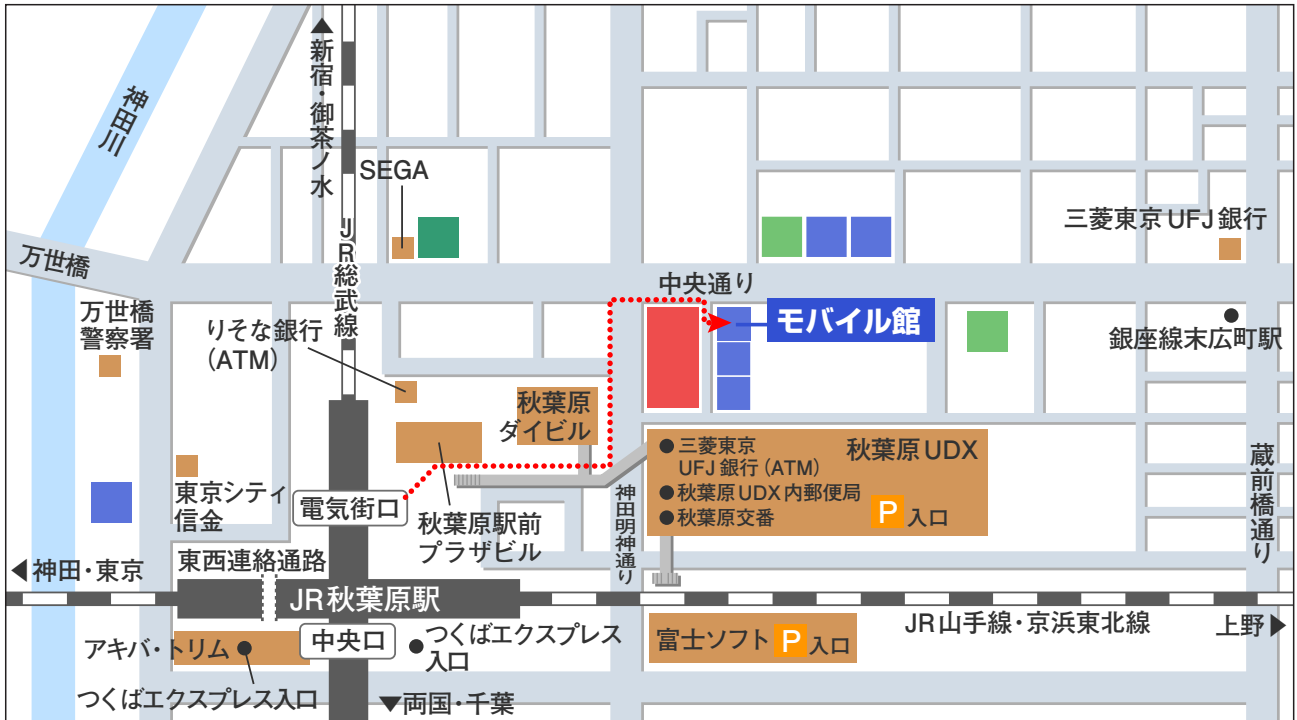 ▲新宿・御茶ノ水
神田川
SEGA
JR総武線
三菱東京UFJ銀行
万世橋
中央通り
モバイル館
万世橋
警察署
りそな銀行
(ATM)
銀座線末広町駅
秋葉原
ダイビル
三菱東京
UFJ銀行(ATM)
秋葉原UDX内郵便局
秋葉原交番
秋葉原UDX
P 入口
蔵前橋通り
東京シティ
信金
電気街口
秋葉原駅前
プラザビル
神田明神通り
東西連絡通路
◀神田・東京
JR秋葉原駅
JR山手線・京浜東北線
上野▶
アキバ・トリム
中央口
つくばエクスプレス
入口
富士ソフト P 入口
つくばエクスプレス入口
▼両国・千葉